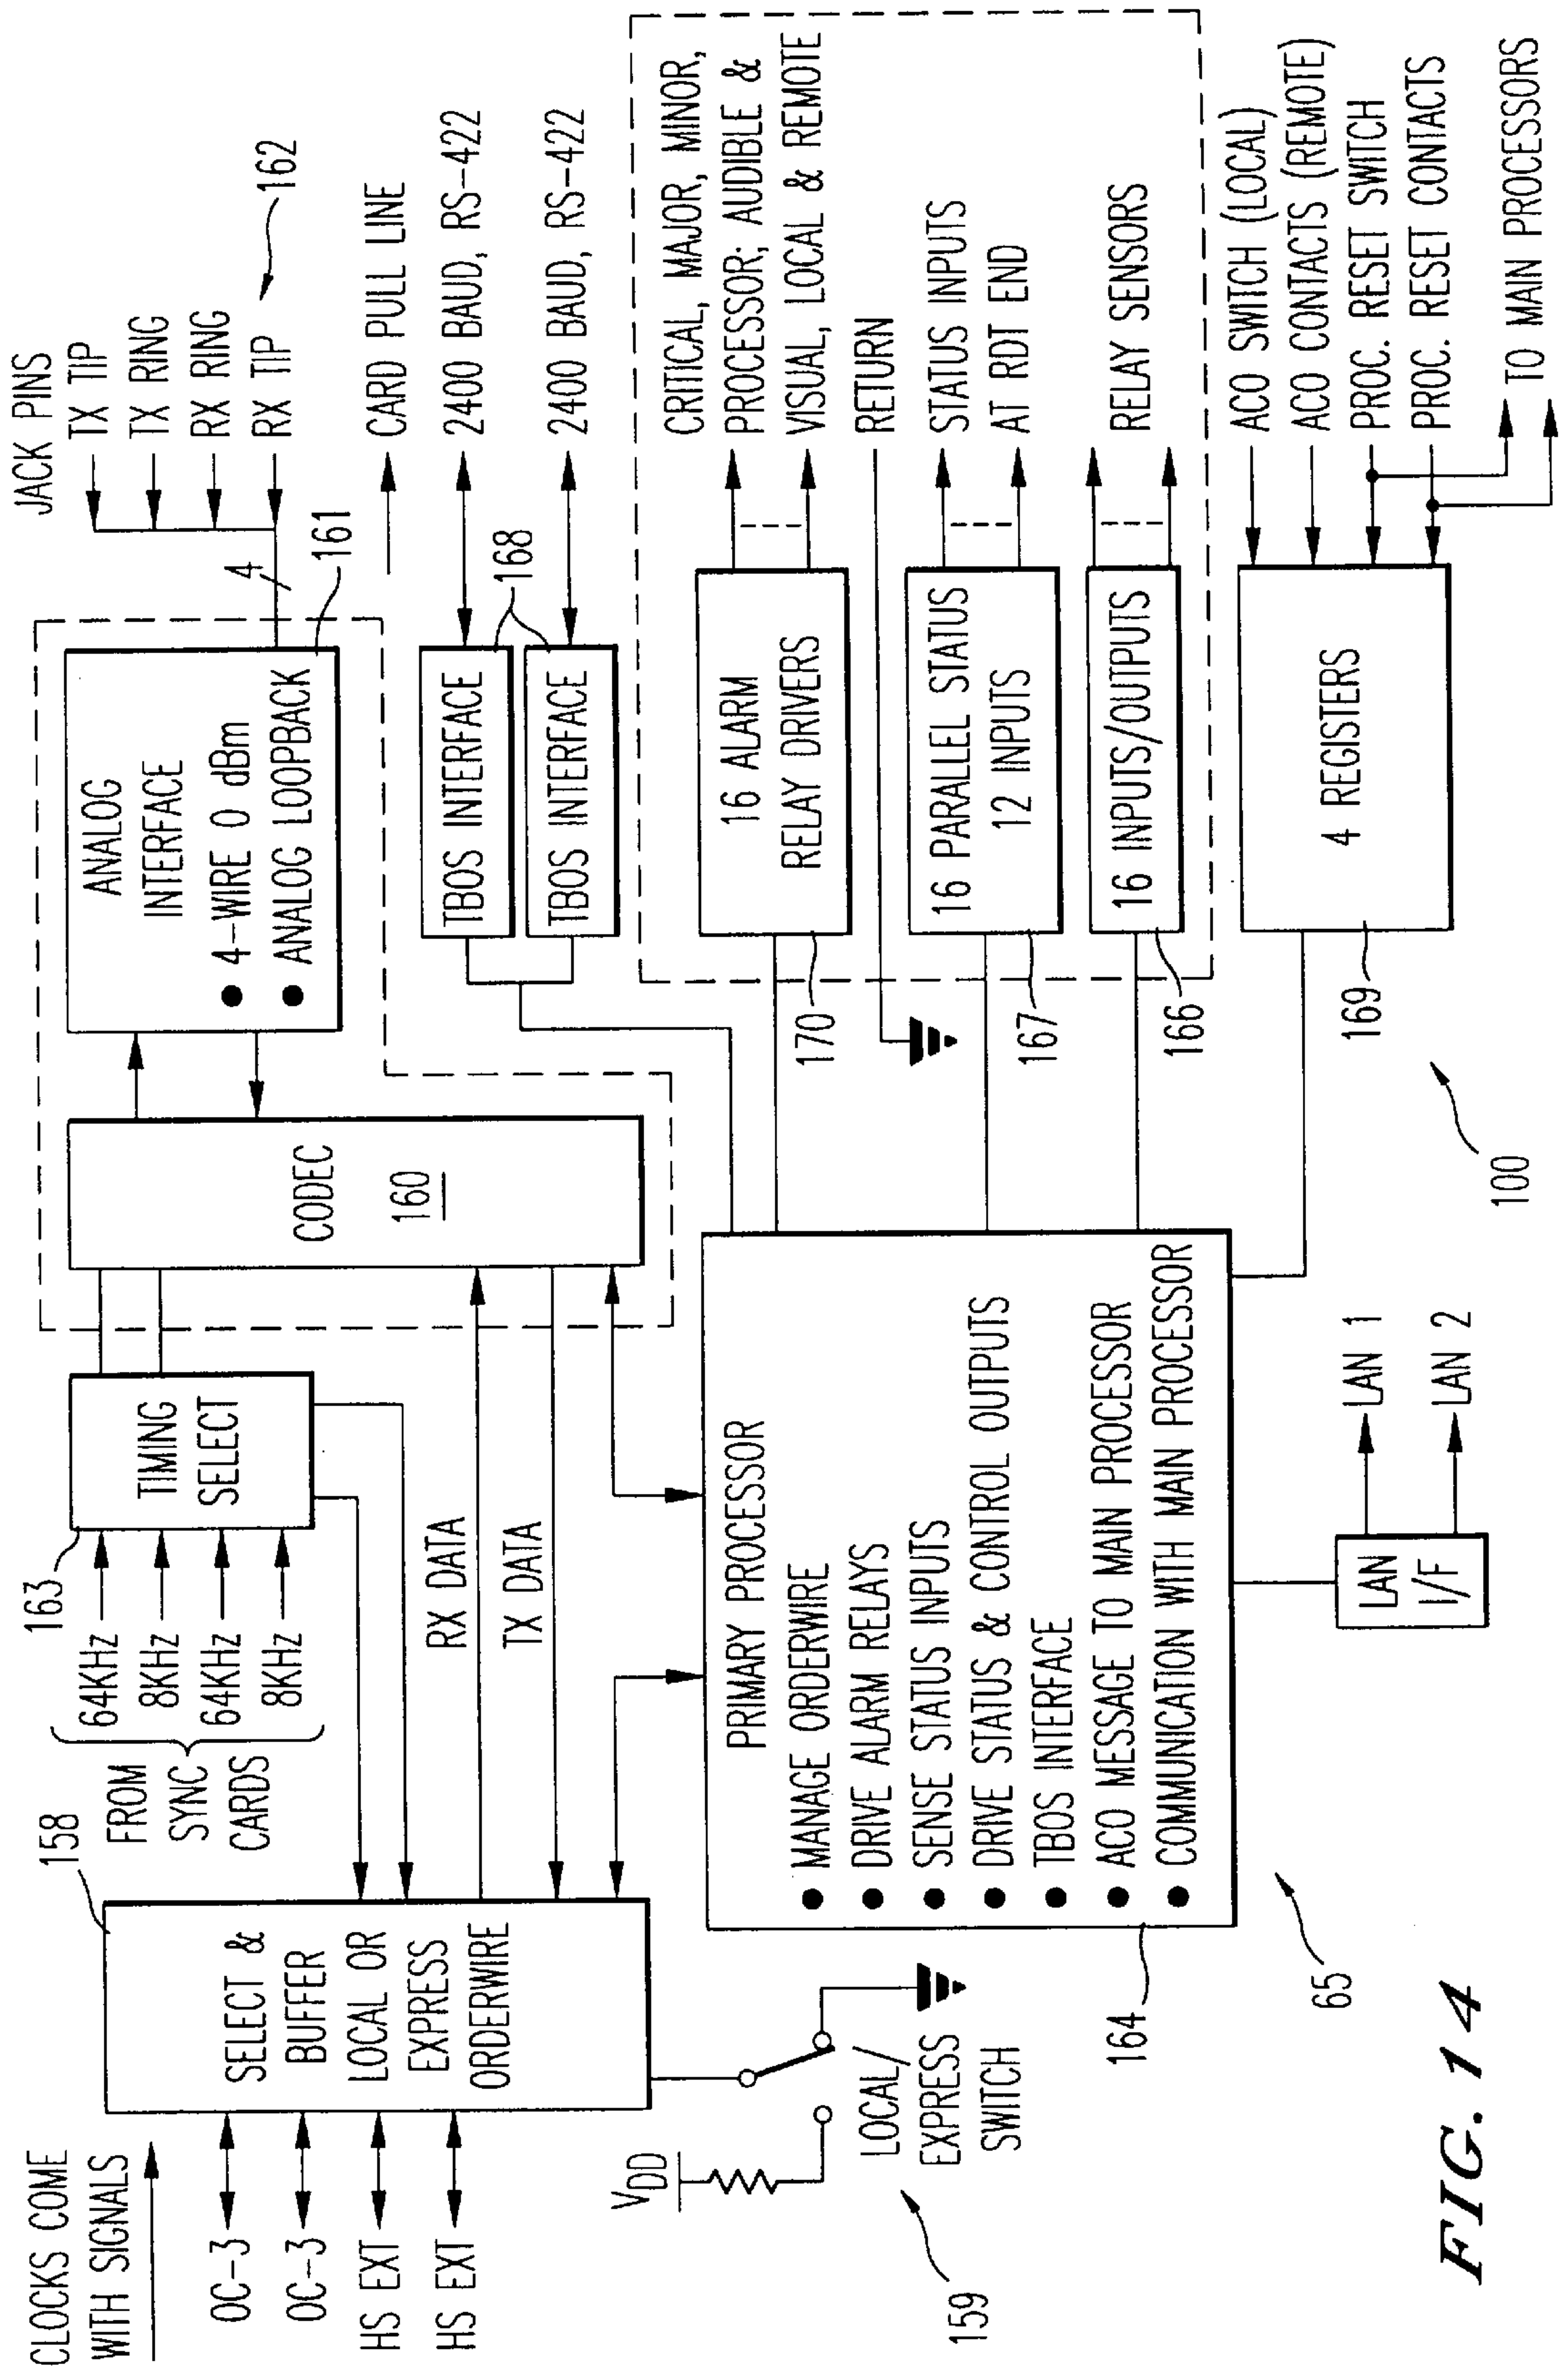 CLOCKS COME
WITH SIGNALS
OC-3
OC-3
HS EXT
HS EXT
158
SELECT &
BUFFER
LOCAL OR
EXPRESS
ORDERWIRE
VDD
LOCAL/
EXPRESS
SWITCH
159
FROM
SYNC
CARDS
64KHz
8KHz
64KHz
8KHz
163
TIMING
SELECT
RX DATA
TX DATA
CODEC
160
ANALOG
INTERFACE
● 4-WIRE 0 dBm
● ANALOG LOOPBACK
161
4
JACK PINS
TX TIP
TX RING
RX RING
RX TIP
162
CARD PULL LINE
TBOS INTERFACE
TBOS INTERFACE
168
2400 BAUD, RS-422
2400 BAUD, RS-422
PRIMARY PROCESSOR
● MANAGE ORDERWIRE
● DRIVE ALARM RELAYS
● SENSE STATUS INPUTS
● DRIVE STATUS & CONTROL OUTPUTS
● TBOS INTERFACE
● ACO MESSAGE TO MAIN PROCESSOR
● COMMUNICATION WITH MAIN PROCESSOR
164
65
16 ALARM
RELAY DRIVERS
170
CRITICAL, MAJOR, MINOR,
PROCESSOR; AUDIBLE &
VISUAL, LOCAL & REMOTE
RETURN
16 PARALLEL STATUS
12 INPUTS
167
STATUS INPUTS
AT RDT END
16 INPUTS/OUTPUTS
166
RELAY SENSORS
4 REGISTERS
169
ACO SWITCH (LOCAL)
ACO CONTACTS (REMOTE)
PROC. RESET SWITCH
PROC. RESET CONTACTS
TO MAIN PROCESSORS
100
LAN
I/F
LAN 1
LAN 2
FIG. 14